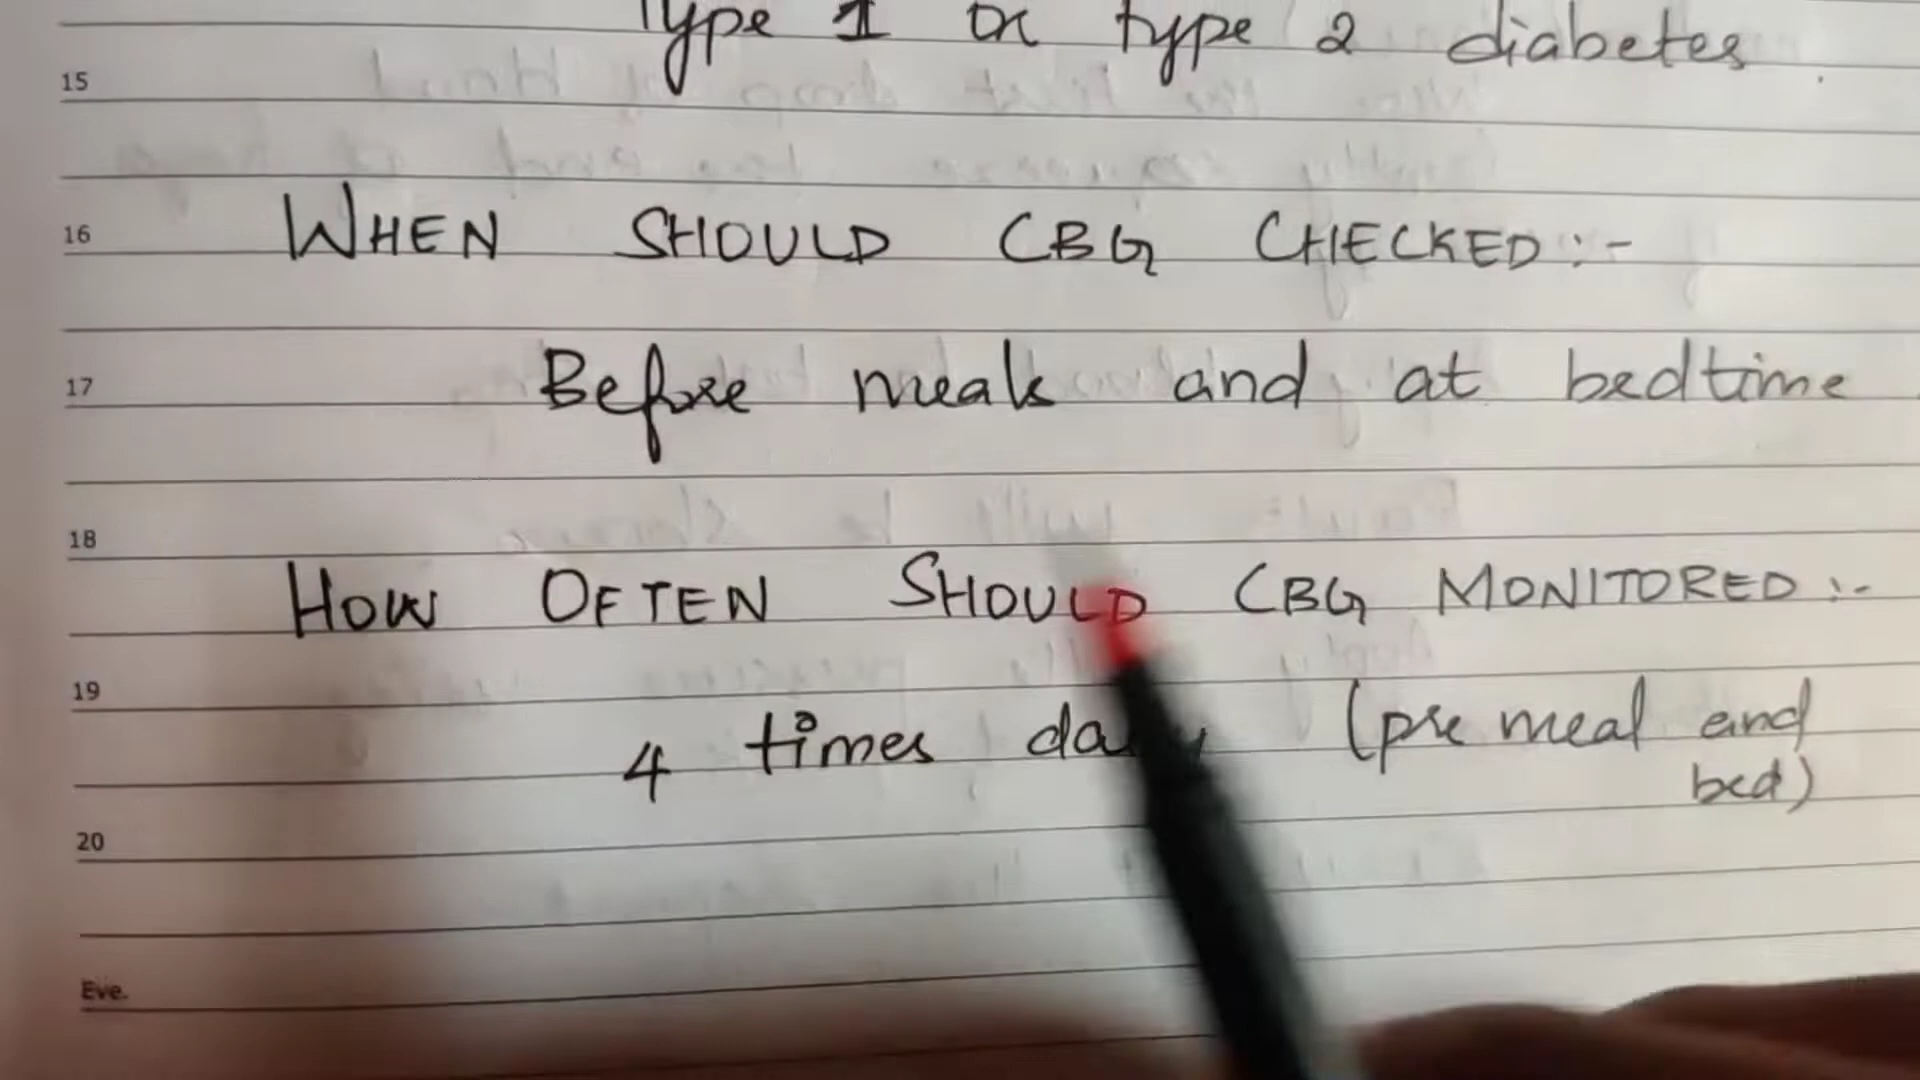 Type 1 or type 2 diabetes
15
16 WHEN SHOULD CBG CHECKED :-
17 Before meals and at bedtime
18
HOW OFTEN SHOULD CBG MONITORED :-
19
4 times (pre meal and
bed)
20
Eve.